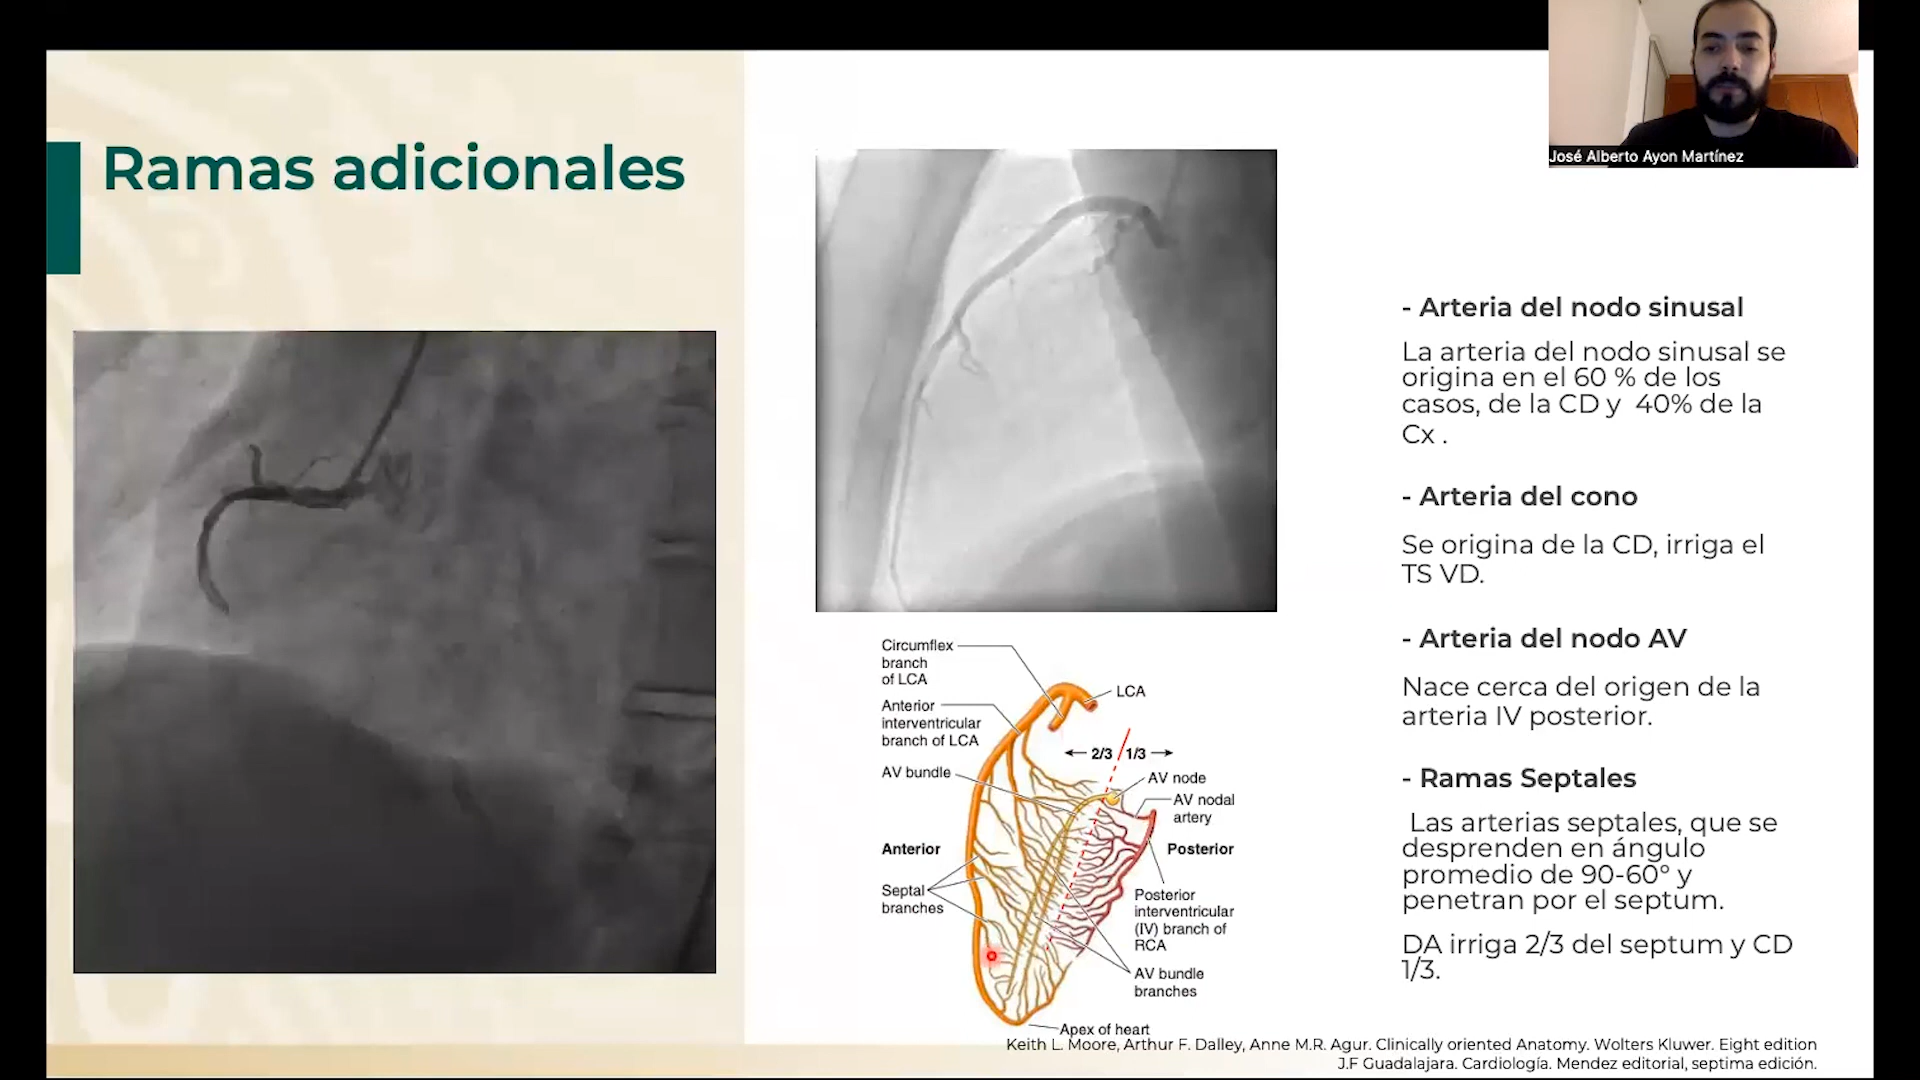 Ramas adicionales
José Alberto Ayon Martínez
- Arteria del nodo sinusal
La arteria del nodo sinusal se
origina en el 60 % de los
casos, de la CD y 40% de la
Cx .
- Arteria del cono
Se origina de la CD, irriga el
TS VD.
- Arteria del nodo AV
Nace cerca del origen de la
arteria IV posterior.
- Ramas Septales
Las arterias septales, que se
desprenden en ángulo
promedio de 90-60° y
penetran por el septum.
DA irriga 2/3 del septum y CD
1/3.
Circumflex
branch
of LCA
LCA
Anterior
interventricular
branch of LCA
2/3
1/3
AV bundle
AV node
AV nodal
artery
Anterior
Posterior
Septal
branches
Posterior
interventricular
(IV) branch of
RCA
AV bundle
branches
Apex of heart
Keith L. Moore, Arthur F. Dalley, Anne M.R. Agur. Clinically oriented Anatomy. Wolters Kluwer. Eight edition
J.F Guadalajara. Cardiología. Mendez editorial, septima edición.